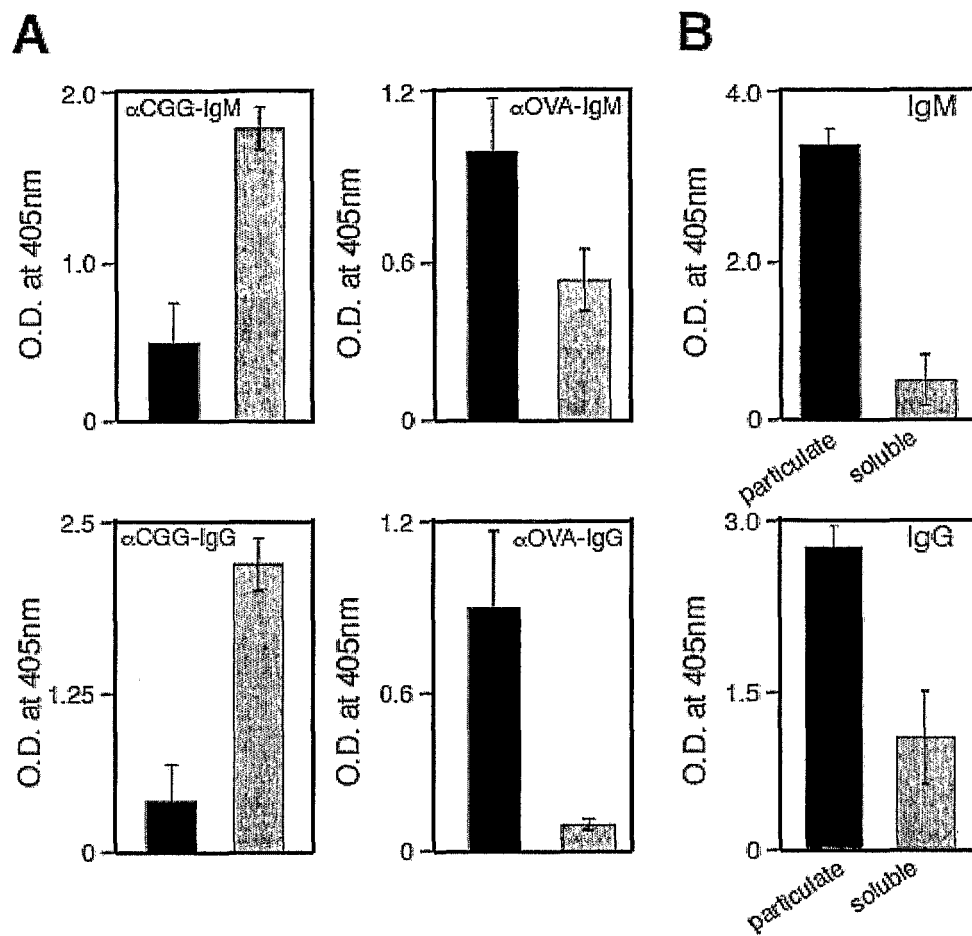 A
B
αCGG-IgM
O.D. at 405nm
2.0
1.0
0
αOVA-IgM
O.D. at 405nm
1.2
0.6
0
IgM
O.D. at 405nm
4.0
2.0
0
particulate
soluble
αCGG-IgG
O.D. at 405nm
2.5
1.25
0
αOVA-IgG
O.D. at 405nm
1.2
0.6
0
IgG
O.D. at 405nm
3.0
1.5
0
particulate
soluble